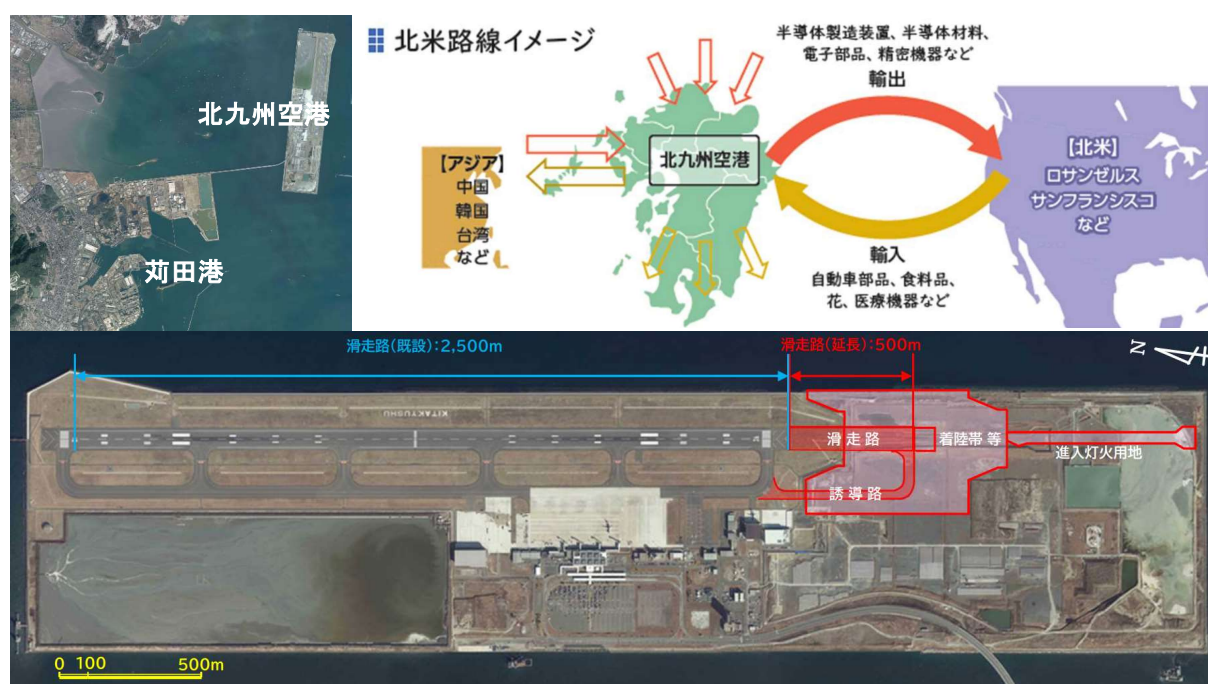 北九州空港
苅田港
北米路線イメージ
半導体製造装置、半導体材料、
電子部品、精密機器など
輸出
【アジア】
中国
韓国
台湾
など
北九州空港
【北米】
ロサンゼルス
サンフランシスコ
など
輸入
自動車部品、食料品、
花、医療機器など
滑走路(既設):2,500m
滑走路(延長):500m
N
KITAKYUSHU
滑走路
着陸帯 等
進入灯火用地
誘導路
0 100 500m